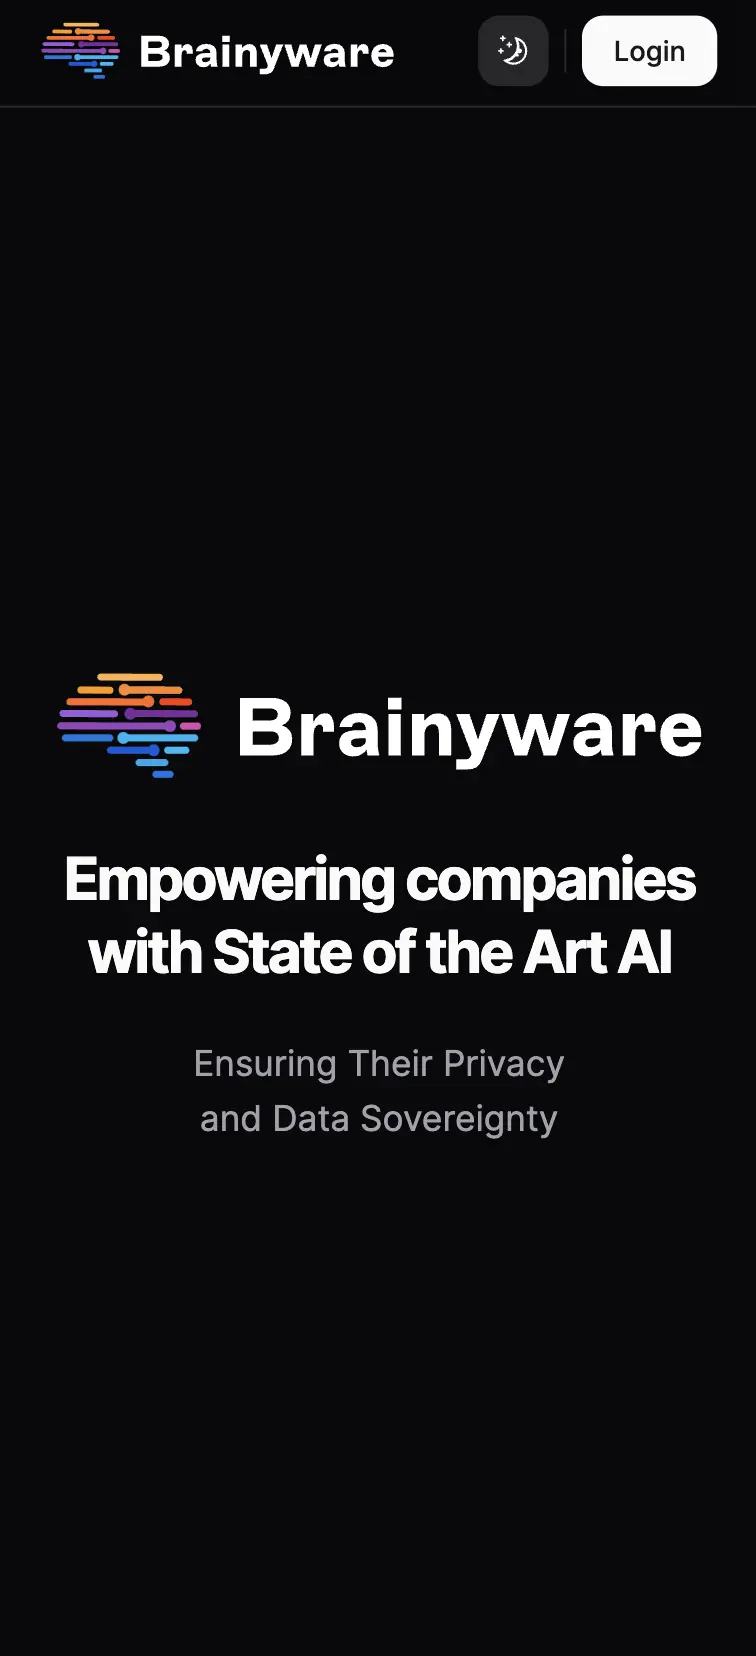 Brainyware
Login
Brainyware
Empowering companies
with State of the Art AI
Ensuring Their Privacy
and Data Sovereignty